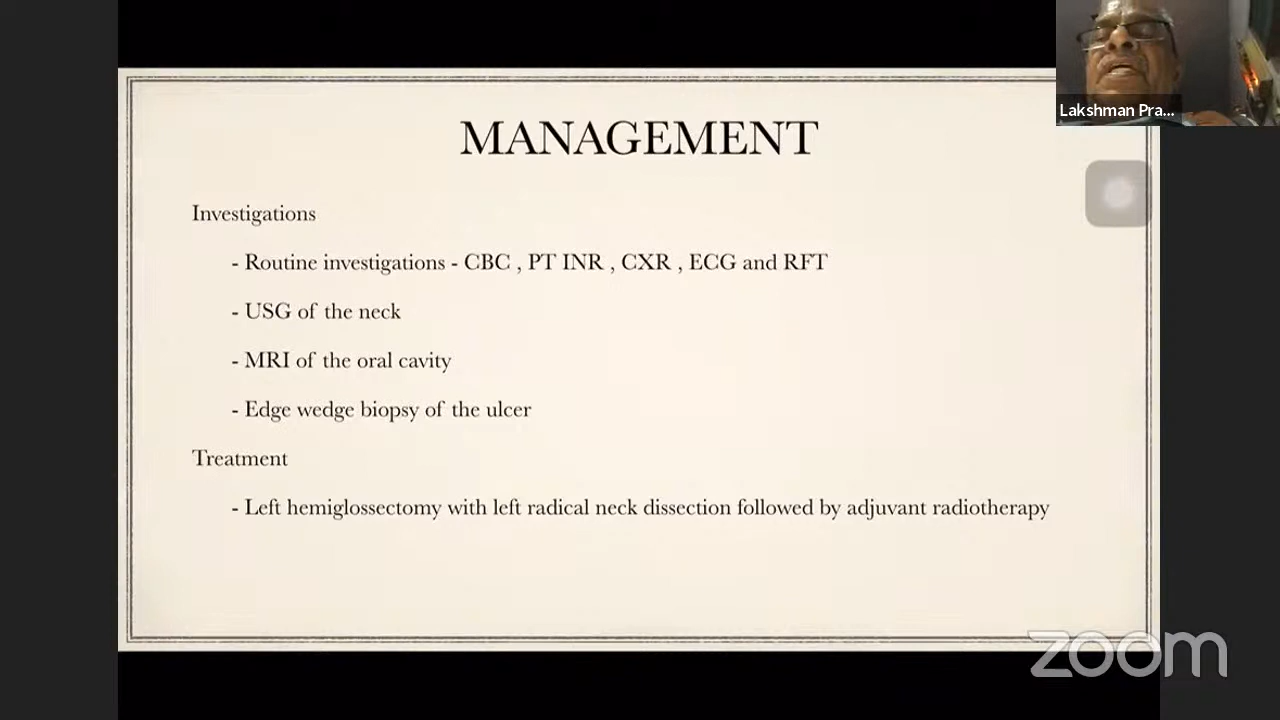 Lakshman Pra...
MANAGEMENT
Investigations
- Routine investigations - CBC , PT INR , CXR , ECG and RFT
- USG of the neck
- MRI of the oral cavity
- Edge wedge biopsy of the ulcer
Treatment
- Left hemiglossectomy with left radical neck dissection followed by adjuvant radiotherapy
zoom